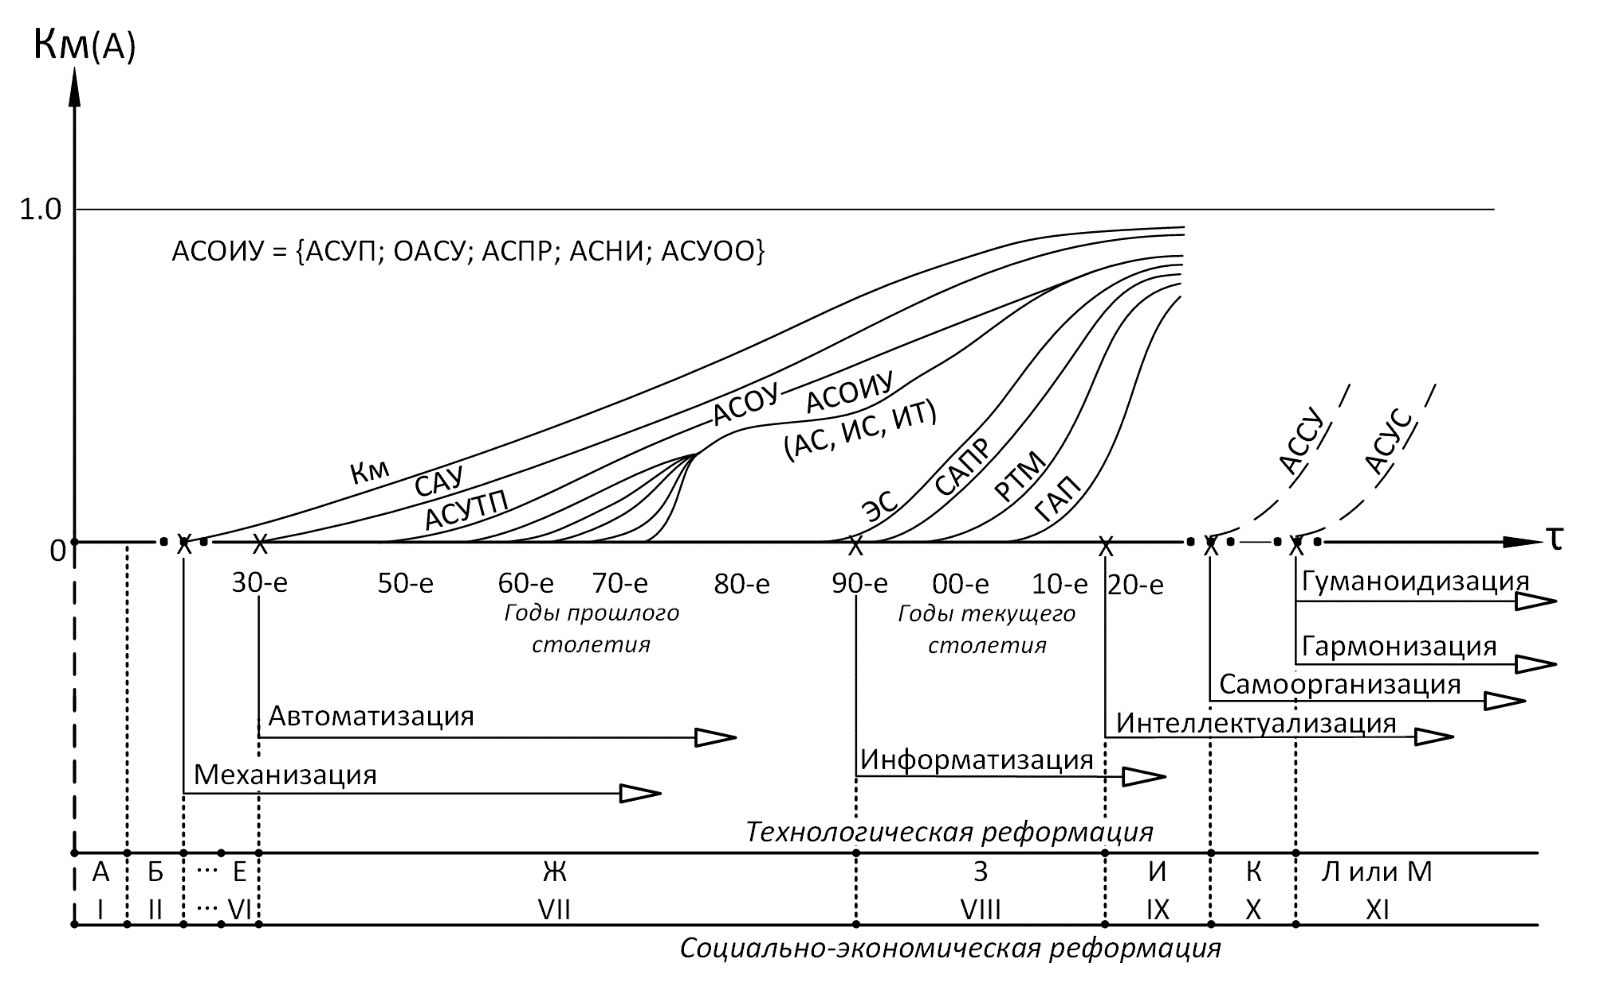 Км(А)
1.0
АСОИУ = {АСУП; ОАСУ; АСПР; АСНИ; АСУОО}
Км
САУ
АСУТП
АСОУ
АСОИУ
(АС, ИС, ИТ)
ЭС
САПР
РТМ
ГАП
АССУ
АСУС
0
τ
30-е 50-е 60-е 70-е 80-е 90-е 00-е 10-е 20-е
Годы прошлого
столетия
Годы текущего
столетия
Гуманоидизация
Гармонизация
Самоорганизация
Интеллектуализация
Автоматизация
Информатизация
Механизация
Технологическая реформация
А Б ... Е Ж З И К Л или М
I II ... VI VII VIII IX X XI
Социально-экономическая реформация